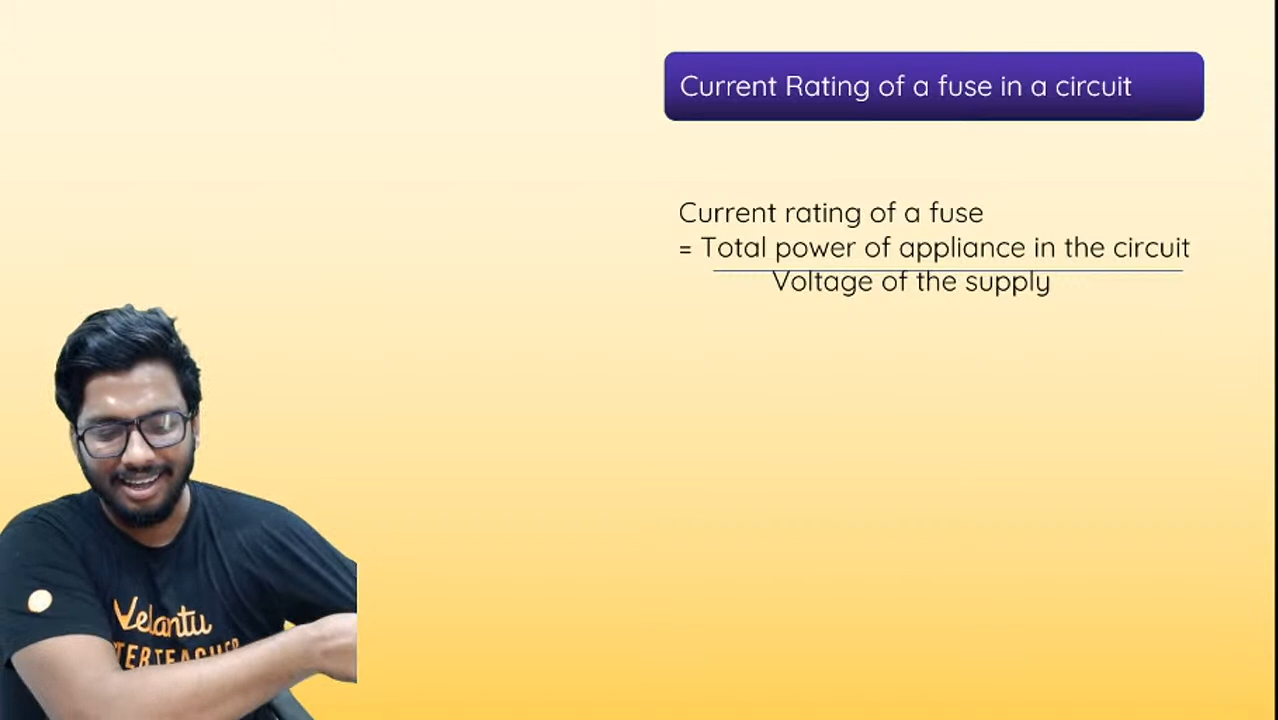 Current Rating of a fuse in a circuit
Current rating of a fuse
= Total power of appliance in the circuit
Voltage of the supply
Vedantu